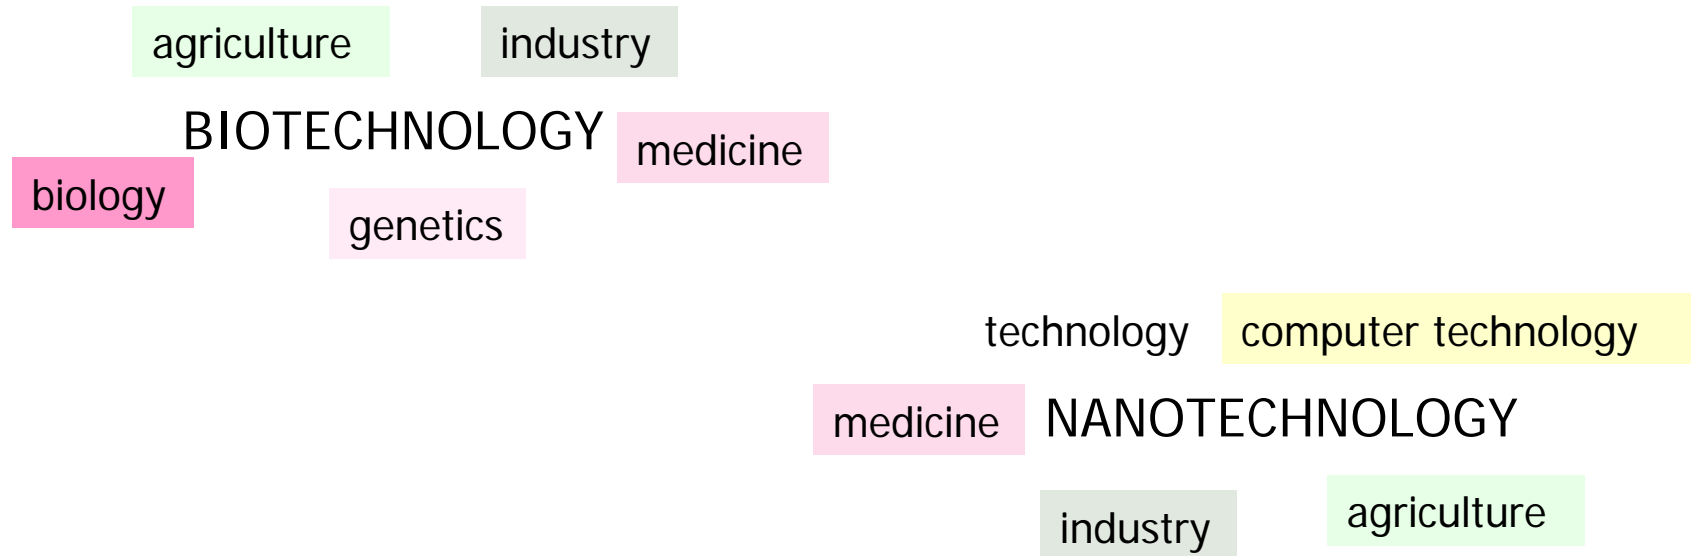 agriculture
industry
BIOTECHNOLOGY
medicine
biology
genetics
technology
computer technology
medicine
NANOTECHNOLOGY
industry
agriculture